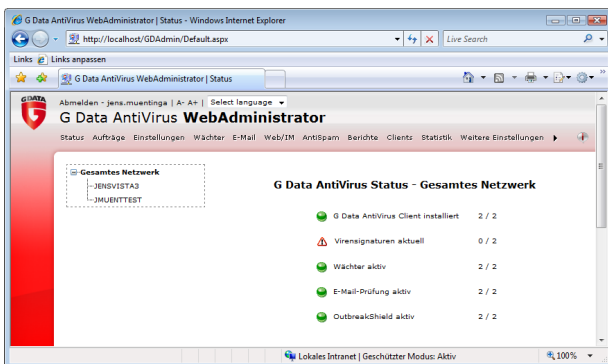 G Data AntiVirus WebAdministrator | Status - Windows Internet Explorer
http://localhost/GDAdmin/Default.aspx
Live Search
Links Links anpassen
G Data AntiVirus WebAdministrator | Status
G DATA
Abmelden - jens.muentinga | A- A+ | Select language
G Data AntiVirus WebAdministrator
Status Aufträge Einstellungen Wächter E-Mail Web/IM AntiSpam Berichte Clients Statistik Weitere Einstellungen
Gesamtes Netzwerk
JENSVISTA3
JMUENTTEST
G Data AntiVirus Status - Gesamtes Netzwerk
G Data AntiVirus Client installiert 2 / 2
Virensignaturen aktuell 0 / 2
Wächter aktiv 2 / 2
E-Mail-Prüfung aktiv 2 / 2
OutbreakShield aktiv 2 / 2
Lokales Intranet | Geschützter Modus: Aktiv 100%